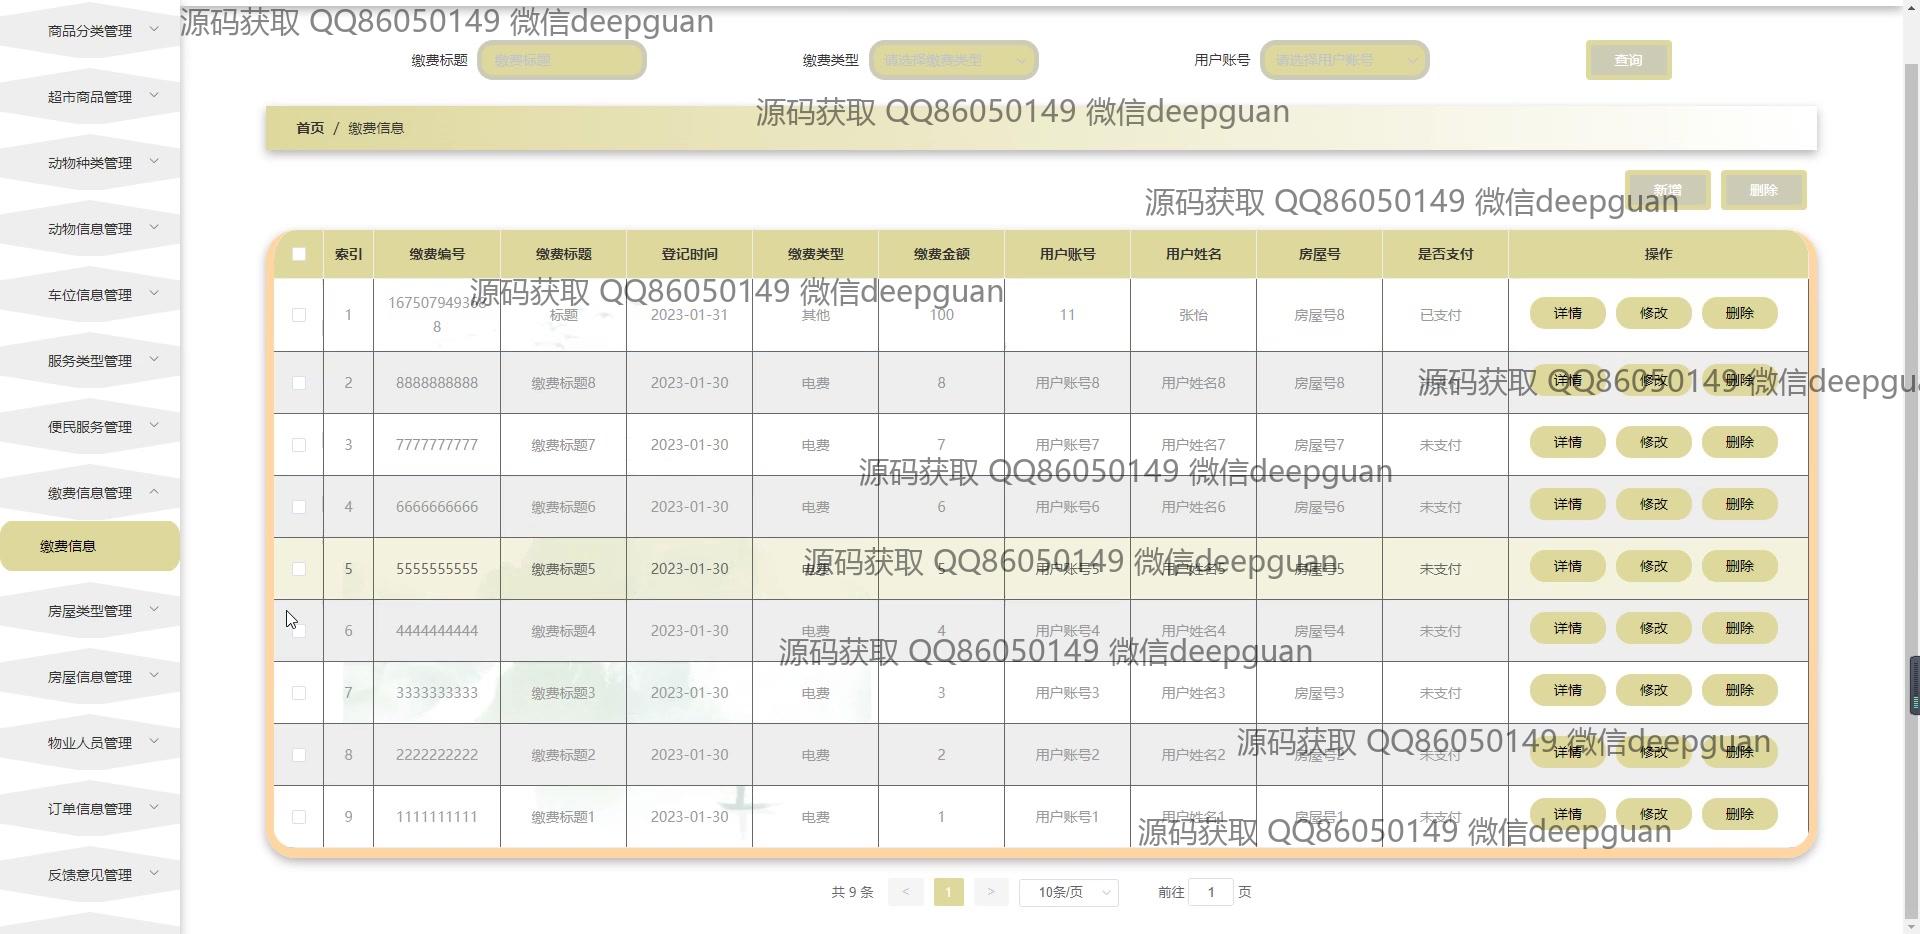 商品分类管理
超市商品管理
动物种类管理
动物信息管理
车位信息管理
服务类型管理
便民服务管理
缴费信息管理
缴费信息
房屋类型管理
房屋信息管理
物业人员管理
订单信息管理
反馈意见管理
源码获取 QQ86050149 微信deepguan
缴费标题 缴费标题 缴费类型 请选择缴费类型 用户账号 请选择用户账号 查询
源码获取 QQ86050149 微信deepguan
首页 / 缴费信息
源码获取 QQ86050149 微信deepguan
新增 删除
索引 缴费编号 缴费标题 登记时间 缴费类型 缴费金额 用户账号 用户姓名 房屋号 是否支付 操作
源码获取 QQ86050149 微信deepguan
1 1675079493688 标题 2023-01-31 其他 100 11 张怡 房屋号8 已支付 详情 修改 删除
2 8888888888 缴费标题8 2023-01-30 电费 8 用户账号8 用户姓名8 房屋号8 详情 修改 删除
源码获取 QQ86050149 微信deepgua
3 7777777777 缴费标题7 2023-01-30 电费 7 用户账号7 用户姓名7 房屋号7 未支付 详情 修改 删除
源码获取 QQ86050149 微信deepguan
4 6666666666 缴费标题6 2023-01-30 电费 6 用户账号6 用户姓名6 房屋号6 未支付 详情 修改 删除
5 5555555555 缴费标题5 2023-01-30 电费 5 用户账号5 用户姓名5 房屋号5 未支付 详情 修改 删除
源码获取 QQ86050149 微信deepguan
6 4444444444 缴费标题4 2023-01-30 电费 4 用户账号4 用户姓名4 房屋号4 未支付 详情 修改 删除
源码获取 QQ86050149 微信deepguan
7 3333333333 缴费标题3 2023-01-30 电费 3 用户账号3 用户姓名3 房屋号3 未支付 详情 修改 删除
8 2222222222 缴费标题2 2023-01-30 电费 2 用户账号2 用户姓名2 房屋号2 未支付 详情 修改 删除
源码获取 QQ86050149 微信deepguan
9 1111111111 缴费标题1 2023-01-30 电费 1 用户账号1 用户姓名1 房屋号1 未支付 详情 修改 删除
源码获取 QQ86050149 微信deepguan
共 9 条 < 1 > 10条/页 前往 1 页